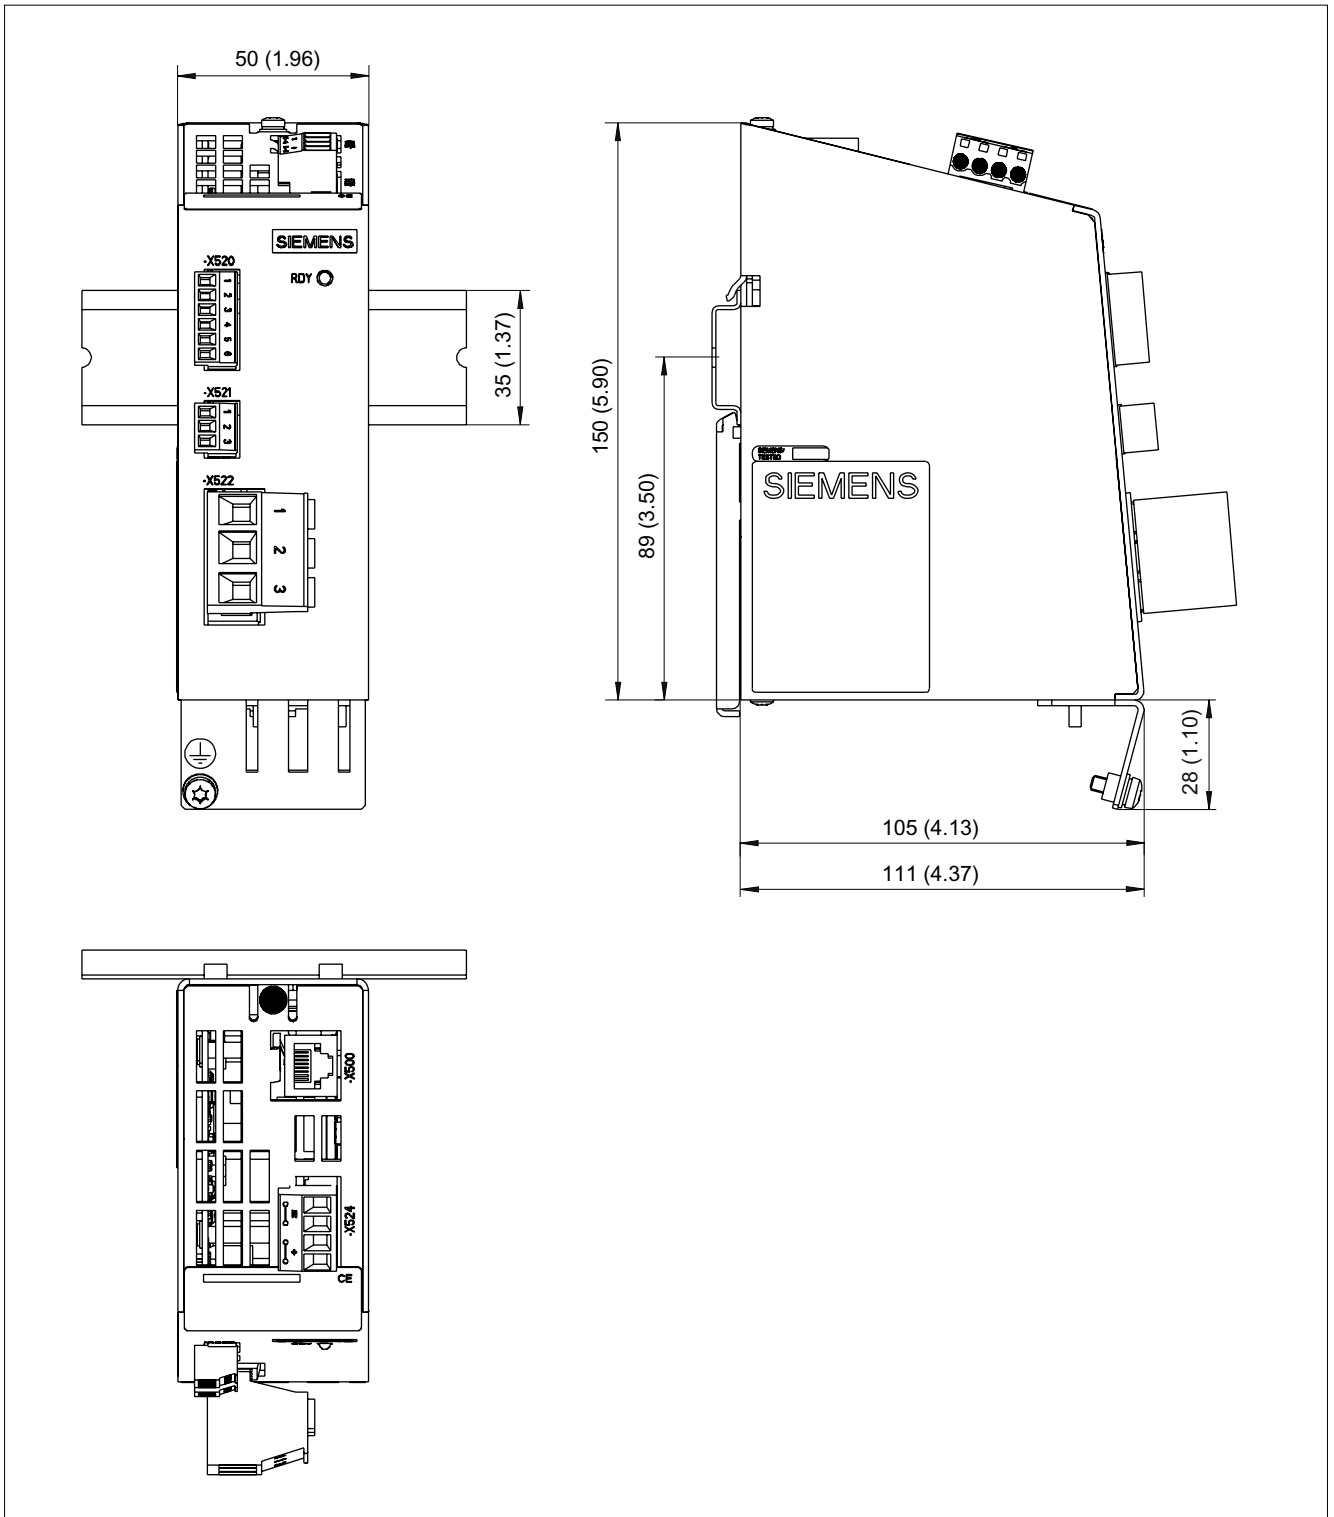 50 (1.96)
SIEMENS
-X520
RDY
1
2
3
4
5
6
35 (1.37)
-X521
1
2
3
-X522
1
2
3
150 (5.90)
89 (3.50)
SIEMENS
28 (1.10)
105 (4.13)
111 (4.37)
-X500
-X524
+
CE